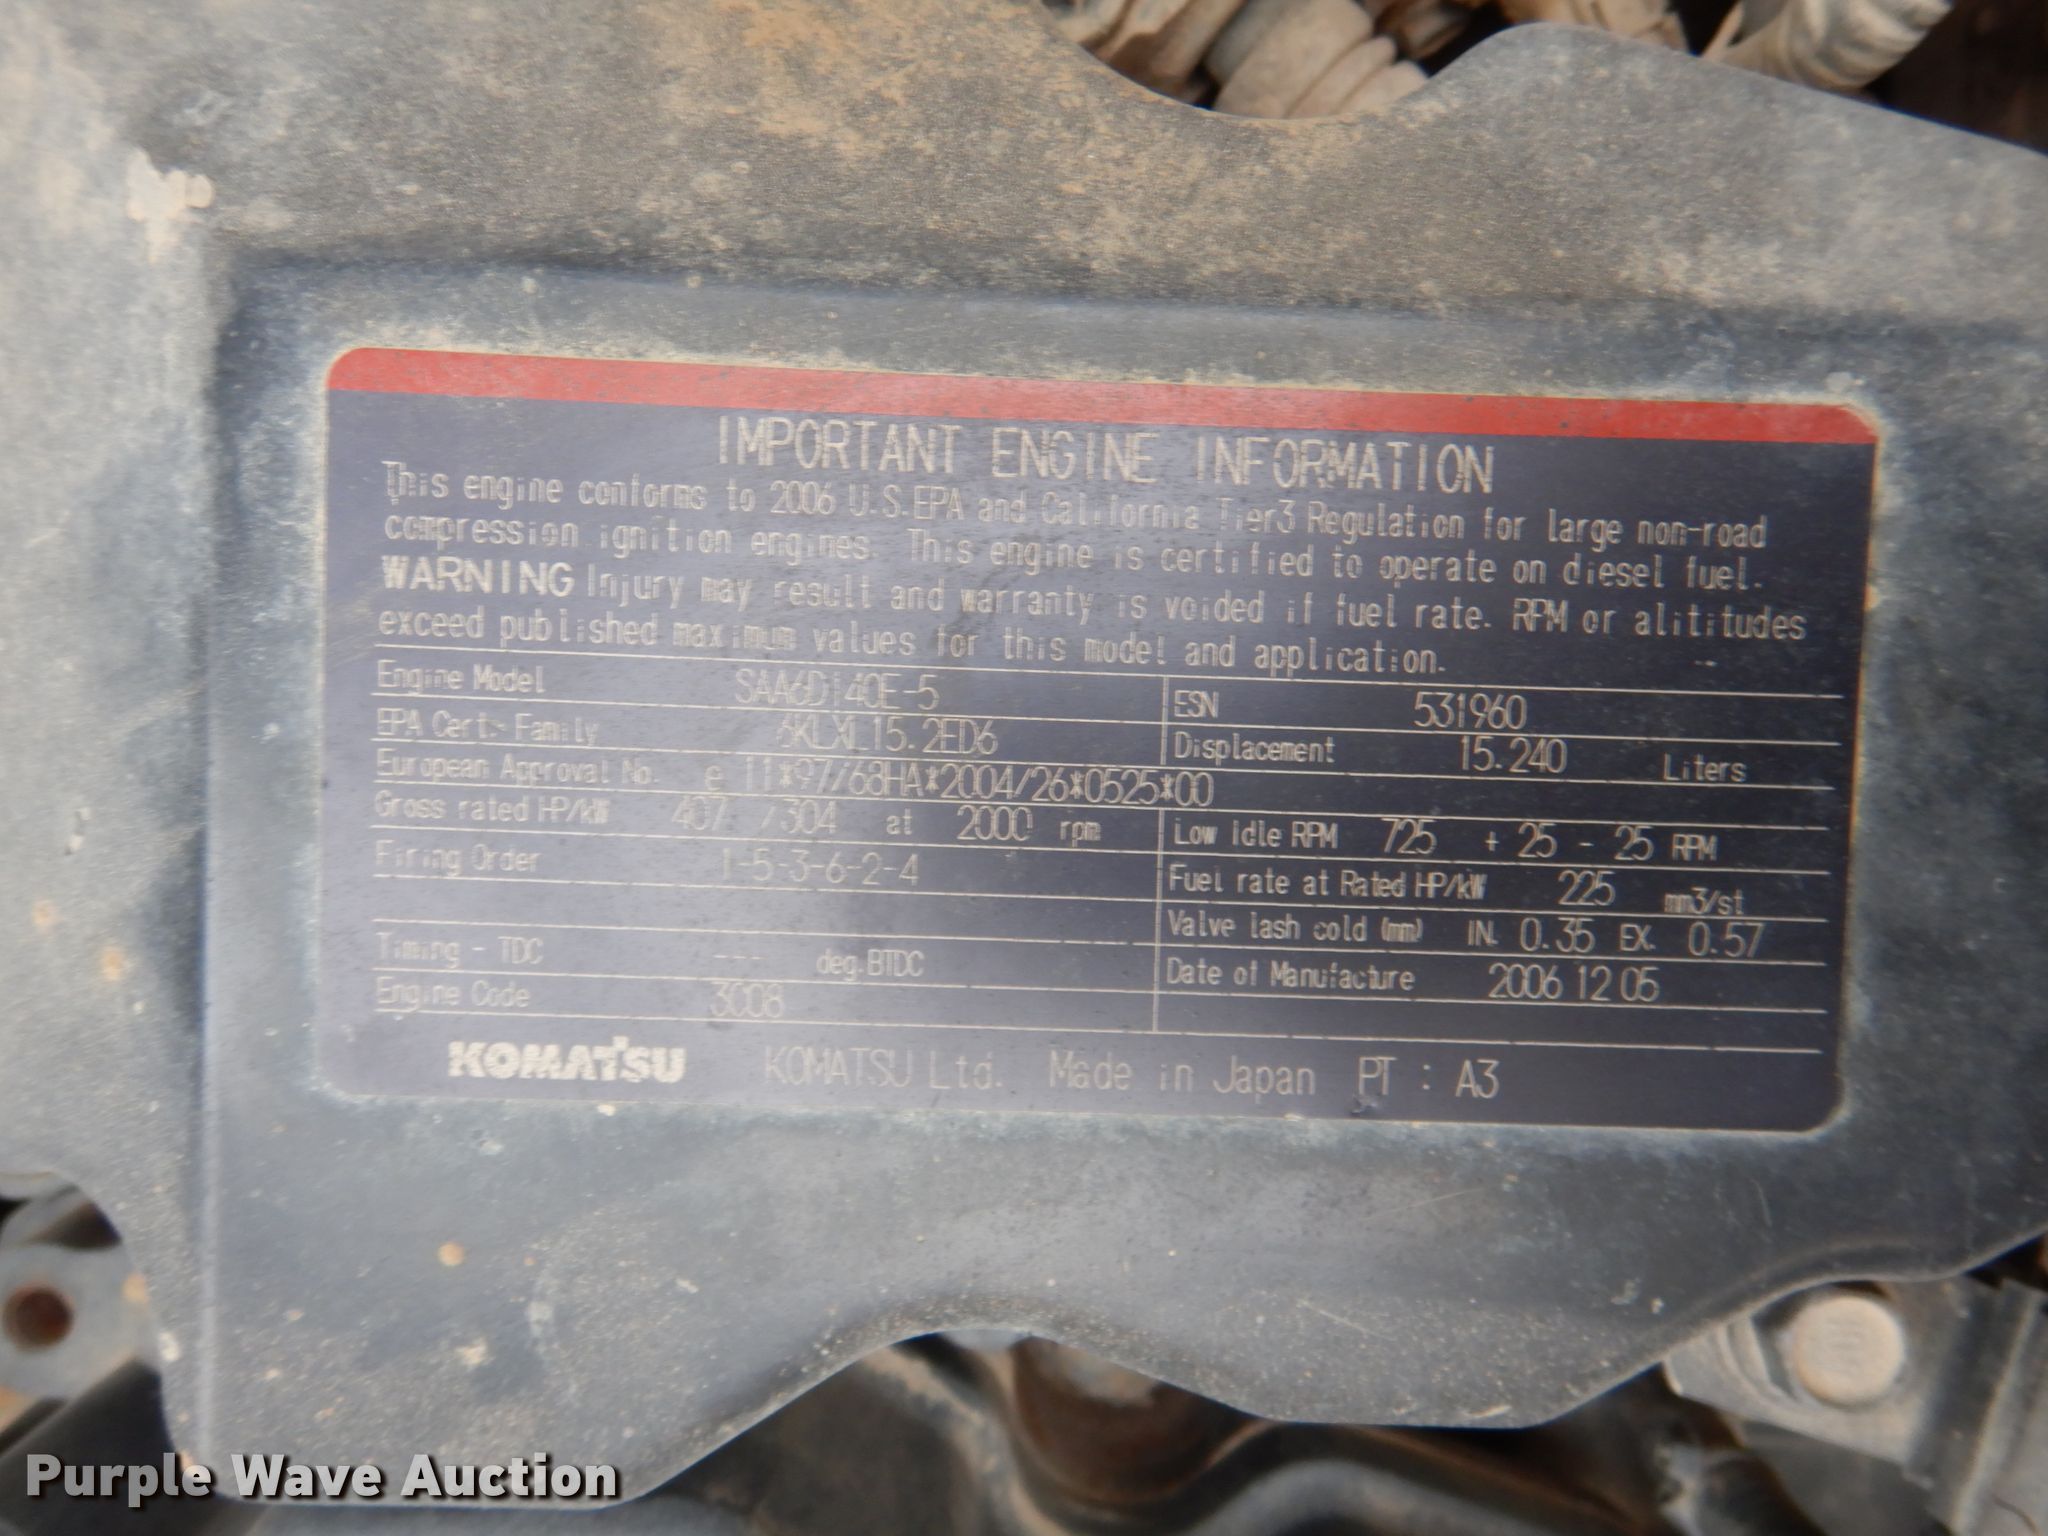 IMPORTANT ENGINE INFORMATION
This engine conforms to 2006 U.S.EPA and California Tier3 Regulation for large non-road
compression ignition engines. This engine is certified to operate on diesel fuel.
WARNING Injury may result and warranty is voided if fuel rate. RPM or alititudes
exceed published maximum values for this model and application.
Engine Model SAA6D140E-5 ESN 531960
EPA Cert.-Family 6KLXL15.2ED6 Displacement 15.240 Liters
European Approval No. e 11*97/68HA*2004/26*0525*00
Gross rated HP/kW 407 /304 at 2000 rpm Low idle RPM 725 + 25 - 25 RPM
Firing Order 1-5-3-6-2-4 Fuel rate at Rated HP/kW 225 mm3/st
Valve lash cold (mm) IN. 0.35 EX. 0.57
Timing - TDC --- deg.BTDC Date of Manufacture 2006 12 05
Engine Code 3008
KOMATSU KOMATSU Ltd. Made in Japan PT : A3
Purple Wave Auction